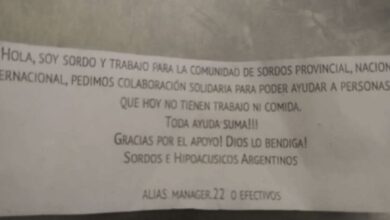 HOLA, SOY SORDO Y TRABAJO PARA LA COMUNIDAD DE SORDOS PROVINCIAL, NACION
ERNACIONAL, PEDIMOS COLABORACIÓN SOLIDARIA PARA PODER AYUDAR A PERSONAS
QUE HOY NO TIENEN TRABAJO NI COMIDA.
TODA AYUDA SUMA!!!
GRACIAS POR EL APOYO! DIOS LO BENDIGA!
SORDOS E HIPOACUSICOS ARGENTINOS
ALIAS. MANAGER.22 O EFECTIVOS